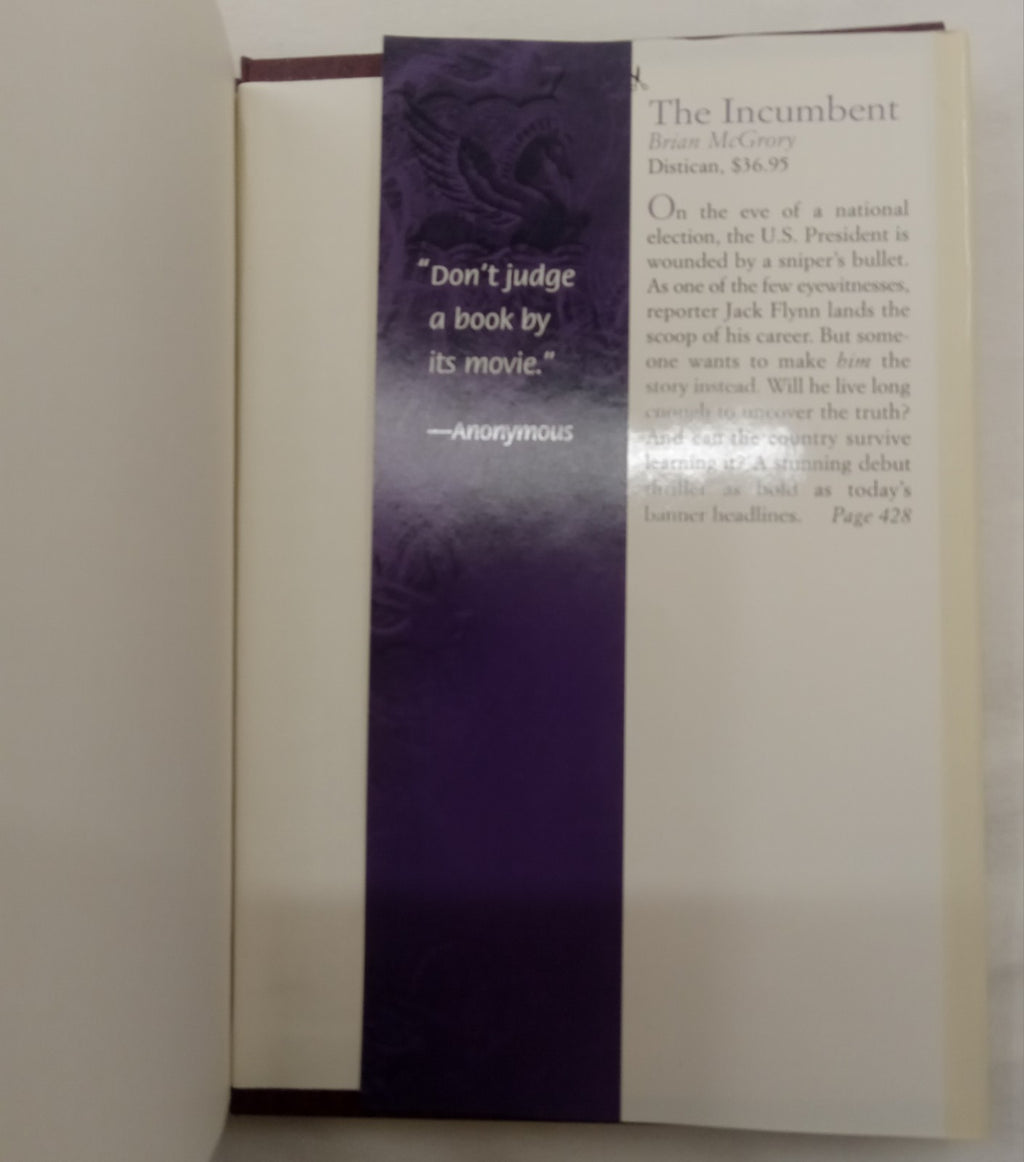 "Don't judge
a book by
its movie."
—Anonymous
The Incumbent
Brian McGrory
Distican, $36.95
On the eve of a national
election, the U.S. President is
wounded by a sniper's bullet.
As one of the few eyewitnesses,
reporter Jack Flynn lands the
scoop of his career. But some-
one wants to make him the
story instead. Will he live long
enough to uncover the truth?
And can the country survive
learning it? A stunning debut
thriller as bold as today's
banner headlines. Page 428